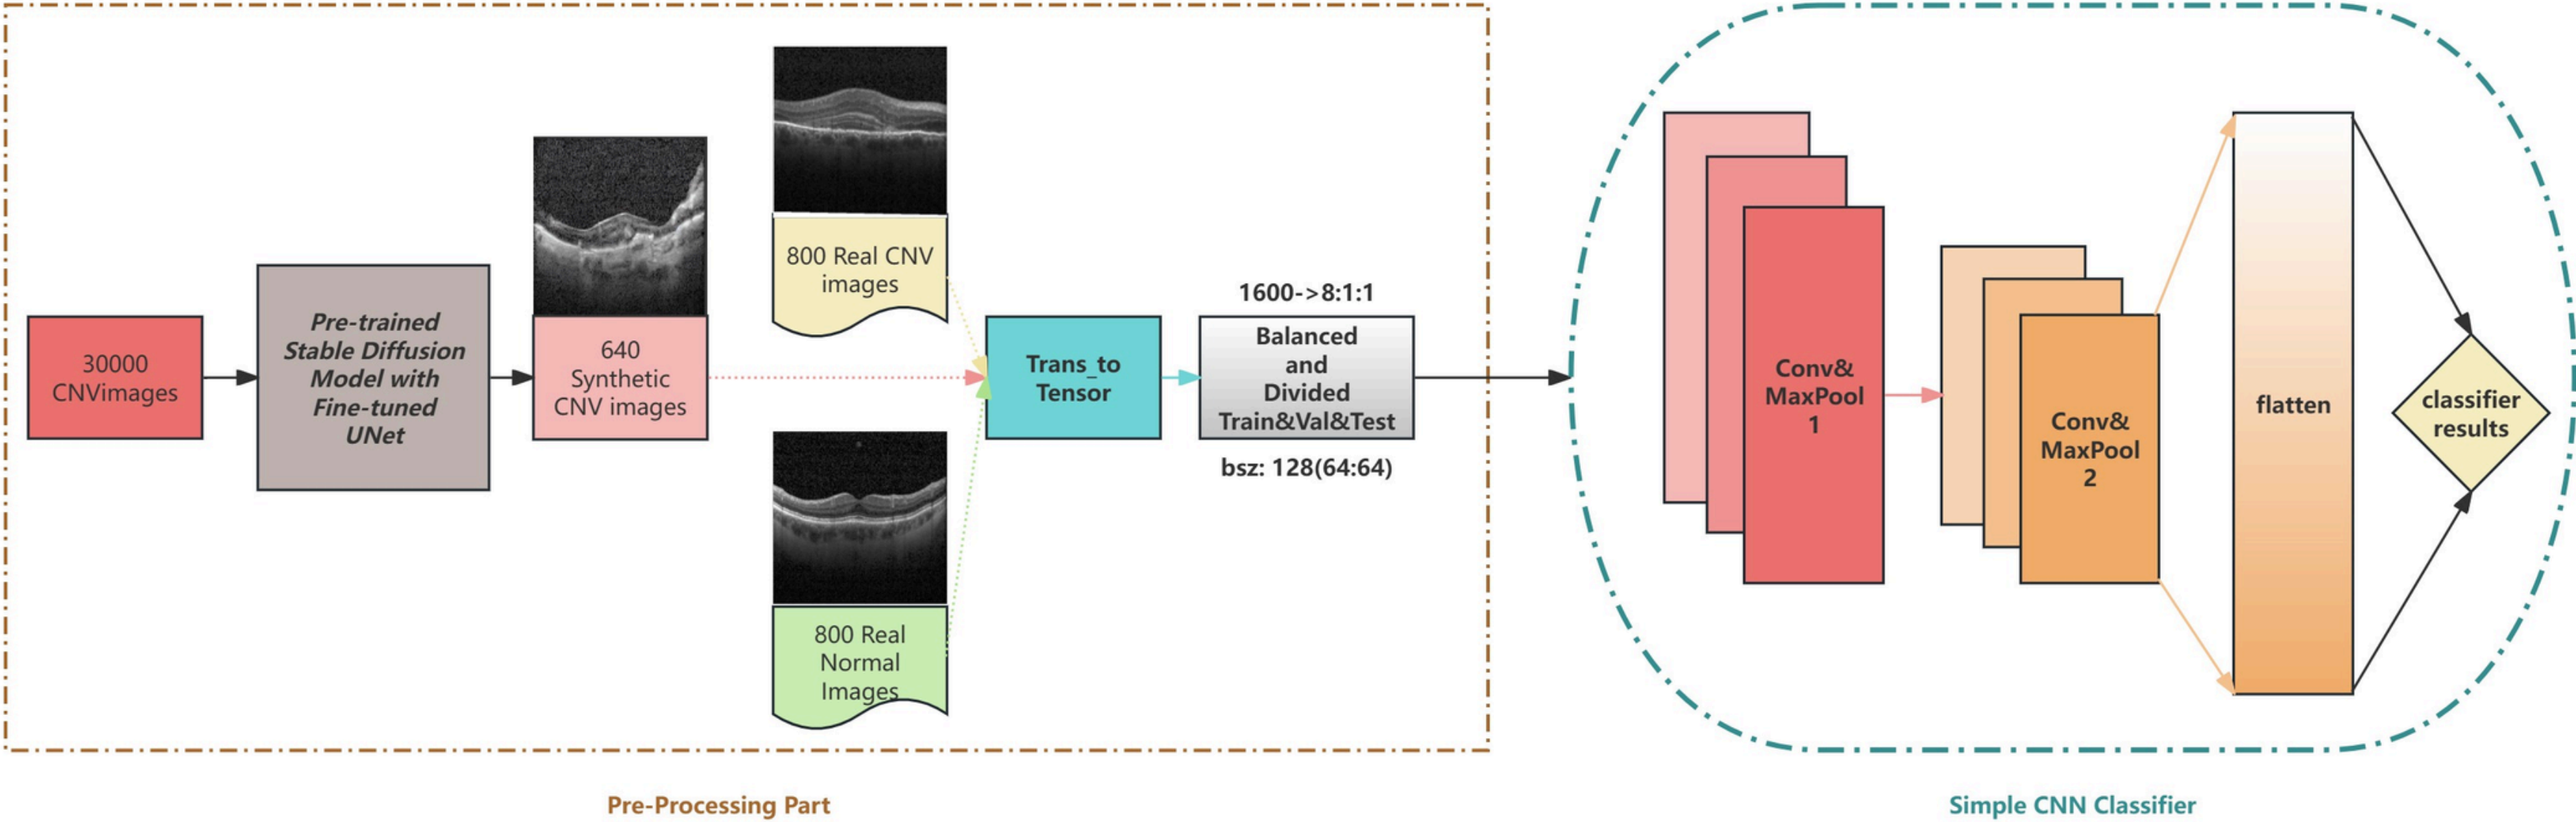 30000
CNVimages
Pre-trained
Stable Diffusion
Model with
Fine-tuned
UNet
640
Synthetic
CNV images
800 Real CNV
images
800 Real
Normal
Images
Trans_to
Tensor
1600->8:1:1
Balanced
and
Divided
Train&Val&Test
bsz: 128(64:64)
Conv&
MaxPool
1
Conv&
MaxPool
2
flatten
classifier
results
Pre-Processing Part
Simple CNN Classifier